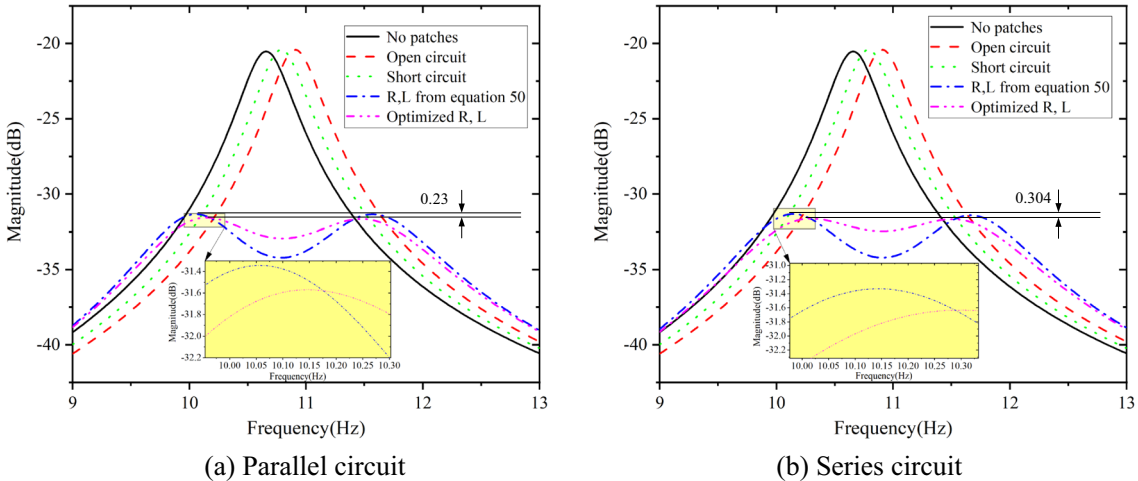 No patches
Open circuit
Short circuit
R,L from equation 50
Optimized R, L
-20
-25
-30
-35
-40
Magnitude(dB)
0.23
-31.4
-31.6
-31.8
-32.0
-32.2
Magnitude(dB)
10.00 10.05 10.10 10.15 10.20 10.25 10.30
Frequency(Hz)
9 10 11 12 13
Frequency(Hz)
(a) Parallel circuit
No patches
Open circuit
Short circuit
R,L from equation 50
Optimized R, L
-20
-25
-30
-35
-40
Magnitude(dB)
0.304
-31.0
-31.2
-31.4
-31.6
-31.8
-32.0
-32.2
Magnitude(dB)
10.00 10.05 10.10 10.15 10.20 10.25 10.30
Frequency(Hz)
9 10 11 12 13
Frequency(Hz)
(b) Series circuit